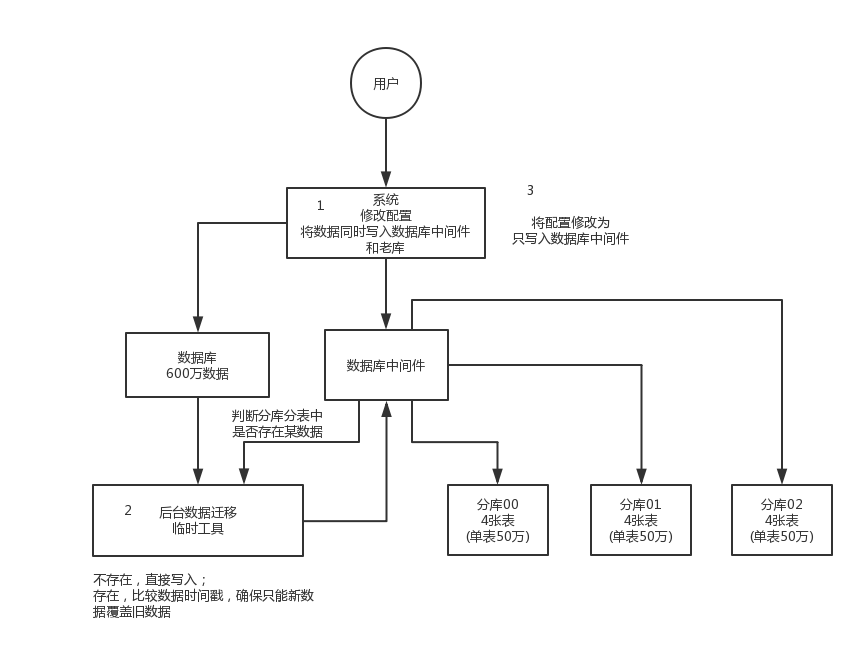 用户
1
系统
修改配置
将数据同时写入数据库中间件
和老库
3
将配置修改为
只写入数据库中间件
数据库
600万数据
数据库中间件
判断分库分表中
是否存在某数据
2
后台数据迁移
临时工具
分库00
4张表
(单表50万)
分库01
4张表
(单表50万)
分库02
4张表
(单表50万)
不存在，直接写入；
存在，比较数据时间戳，确保只能新数
据覆盖旧数据